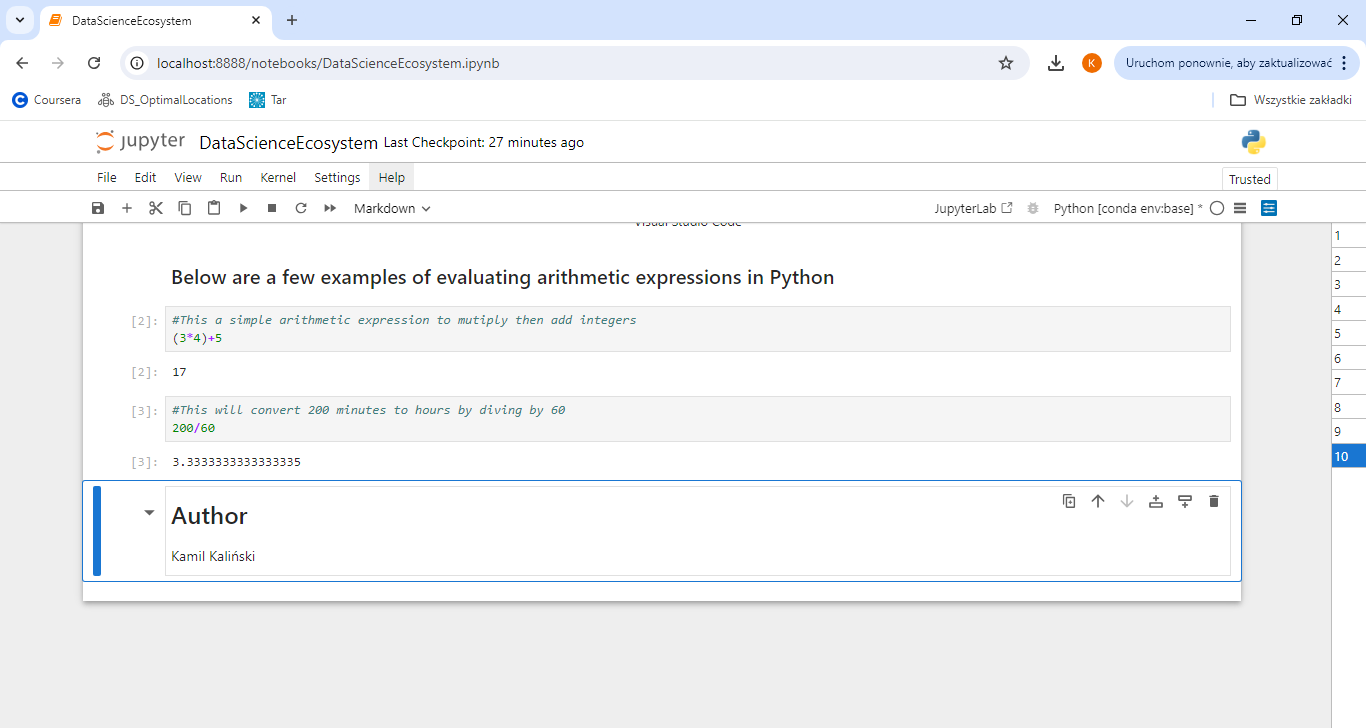 DataScienceEcosystem
localhost:8888/notebooks/DataScienceEcosystem.ipynb
K
Uruchom ponownie, aby zaktualizować
Coursera
DS_OptimalLocations
Tar
Wszystkie zakładki
jupyter
DataScienceEcosystem Last Checkpoint: 27 minutes ago
File Edit View Run Kernel Settings Help
Trusted
Markdown
JupyterLab
Python [conda env:base] *
Visual Studio Code
Below are a few examples of evaluating arithmetic expressions in Python
[2]: #This a simple arithmetic expression to mutiply then add integers
(3*4)+5
[2]: 17
[3]: #This will convert 200 minutes to hours by diving by 60
200/60
[3]: 3.3333333333333335
Author
Kamil Kaliński
1
2
3
4
5
6
7
8
9
10